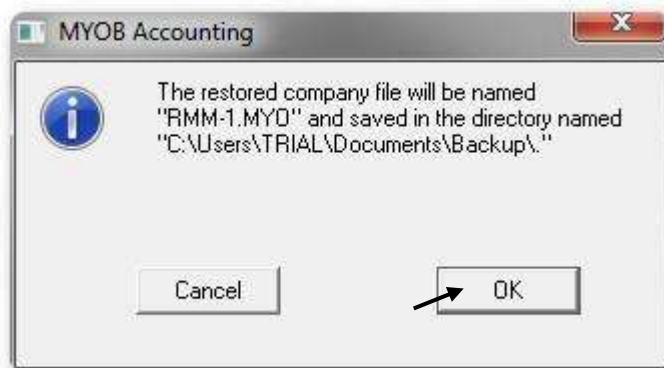 MYOB Accounting
The restored company file will be named
"RMM-1.MYO" and saved in the directory named
"C:\Users\TRIAL\Documents\Backup\."
Cancel
OK